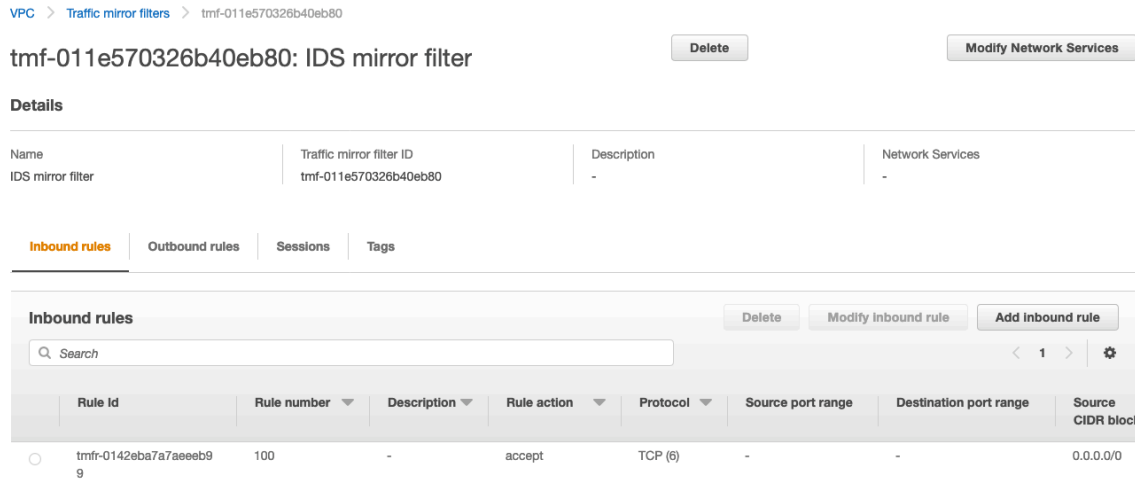 VPC > Traffic mirror filters > tmf-011e570326b40eb80
tmf-011e570326b40eb80: IDS mirror filter
Delete
Modify Network Services
Details
Name
Traffic mirror filter ID
Description
Network Services
IDS mirror filter
tmf-011e570326b40eb80
-
-
Inbound rules
Outbound rules
Sessions
Tags
Inbound rules
Delete
Modify inbound rule
Add inbound rule
Search
1
Rule Id
Rule number
Description
Rule action
Protocol
Source port range
Destination port range
Source
CIDR block
tmfr-0142eba7a7aeeeb9
9
100
-
accept
TCP (6)
-
-
0.0.0.0/0